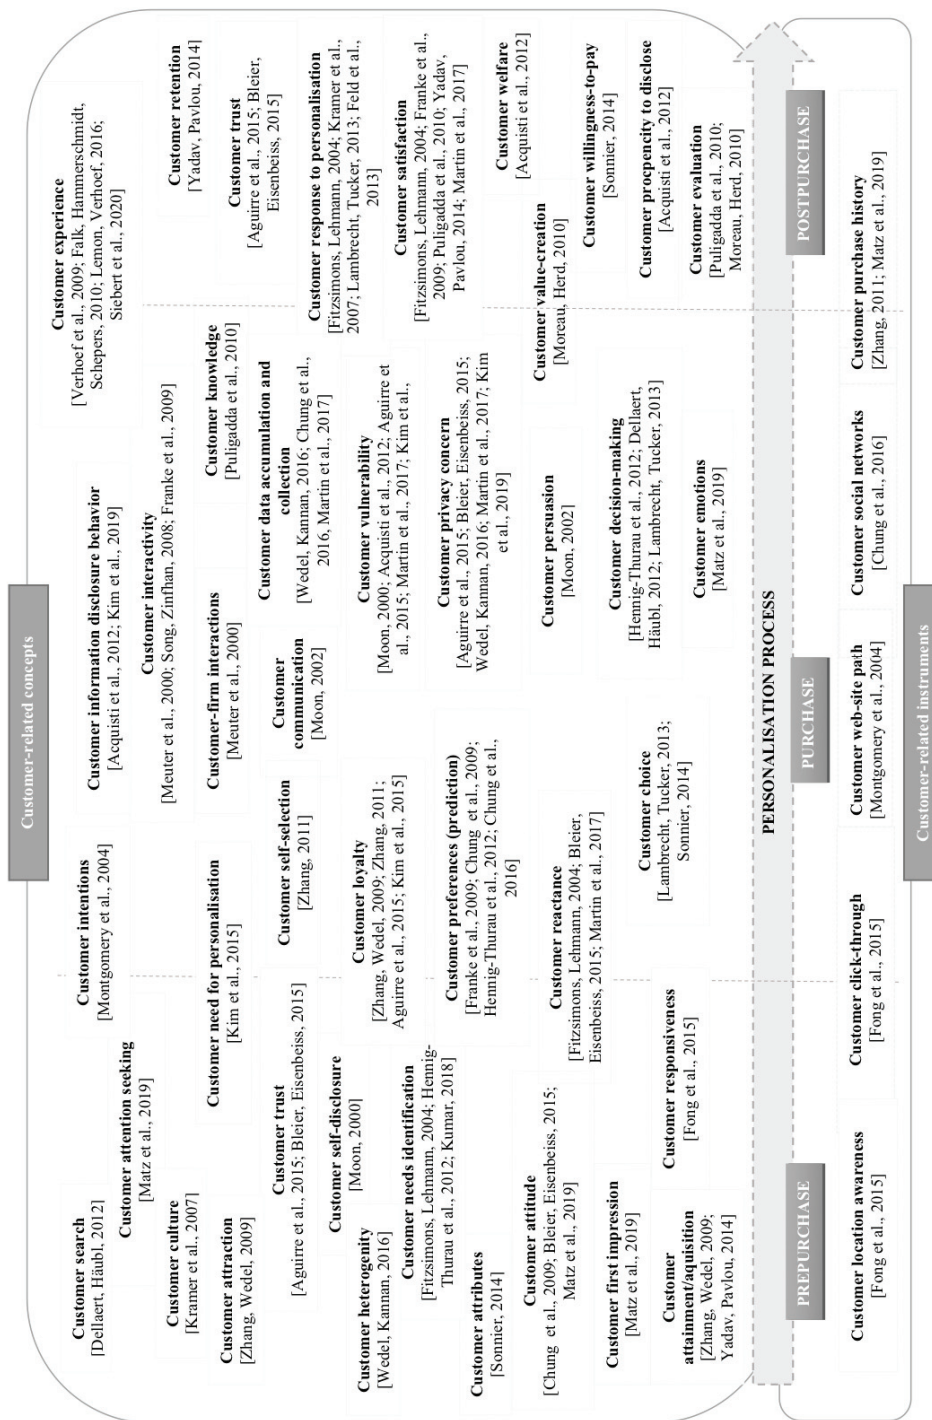 Customer-related concepts
Customer search
[Dellaert, Häubl, 2012]
Customer attention seeking
[Matz et al., 2019]
Customer culture
[Kramer et al., 2007]
Customer attraction
[Zhang, Wedel, 2009]
Customer trust
[Aguirre et al., 2015; Bleier, Eisenbeiss, 2015]
Customer self-disclosure
[Moon, 2000]
Customer heterogenity
[Wedel, Kannan, 2016]
Customer needs identification
[Fitzsimons, Lehmann, 2004; Hennig-
Thurau et al., 2012; Kumar, 2018]
Customer attributes
[Sonnier, 2014]
Customer attitude
[Chung et al., 2009; Bleier, Eisenbeiss, 2015;
Matz et al., 2019]
Customer first impression
[Matz et al., 2019]
Customer
attainment/aquisition
[Zhang, Wedel, 2009;
Yadav, Pavlou, 2014]
Customer responsiveness
[Fong et al., 2015]
Customer intentions
[Montgomery et al., 2004]
Customer need for personalisation
[Kim et al., 2015]
Customer self-selection
[Zhang, 2011]
Customer loyalty
[Zhang, Wedel, 2009; Zhang, 2011;
Aguirre et al., 2015; Kim et al., 2015]
Customer preferences (prediction)
[Franke et al., 2009; Chung et al., 2009;
Hennig-Thurau et al., 2012; Chung et al.,
2016]
Customer reactance
[Fitzsimons, Lehmann, 2004; Bleier,
Eisenbeiss, 2015; Martin et al., 2017]
Customer choice
[Lambrecht, Tucker, 2013;
Sonnier, 2014]
Customer information disclosure behavior
[Acquisti et al., 2012; Kim et al., 2019]
Customer interactivity
[Meuter et al., 2000; Song, Zinfhan, 2008; Franke et al., 2009]
Customer-firm interactions
[Meuter et al., 2000]
Customer knowledge
[Puligadda et al., 2010]
Customer
communication
[Moon, 2002]
Customer data accumulation and
collection
[Wedel, Kannan, 2016; Chung et al.,
2016, Martin et al., 2017]
Customer vulnerability
[Moon, 2000; Acquisti et al., 2012; Aguirre et
al., 2015; Martin et al., 2017; Kim et al.,
Customer privacy concern
[Aguirre et al., 2015; Bleier, Eisenbeiss, 2015;
Wedel, Kannan, 2016; Martin et al., 2017; Kim
et al., 2019]
Customer persuasion
[Moon, 2002]
Customer decision-making
[Hennig-Thurau et al., 2012; Dellaert,
Häubl, 2012; Lambrecht, Tucker, 2013]
Customer emotions
[Matz et al., 2019]
Customer experience
[Verhoef et al., 2009; Falk, Hammerschmidt,
Schepers, 2010; Lemon, Verhoef, 2016;
Siebert et al., 2020]
Customer retention
[Yadav, Pavlou, 2014]
Customer trust
[Aguirre et al., 2015; Bleier,
Eisenbeiss, 2015]
Customer response to personalisation
[Fitzsimons, Lehmann, 2004; Kramer et al.,
2007; Lambrecht, Tucker, 2013; Feld et al.,
2013]
Customer satisfaction
[Fitzsimons, Lehmann, 2004; Franke et al.,
2009; Puligadda et al., 2010; Yadav,
Pavlou, 2014; Martin et al., 2017]
Customer welfare
[Acquisti et al., 2012]
Customer value-creation
[Moreau, Herd, 2010]
Customer willingness-to-pay
[Sonnier, 2014]
Customer procpencity to disclose
[Acquisti et al., 2012]
Customer evaluation
[Puligadda et al., 2010;
Moreau, Herd, 2010]
PERSONALISATION PROCESS
PREPURCHASE
PURCHASE
POSTPURCHASE
Customer location awareness
[Fong et al., 2015]
Customer click-through
[Fong et al., 2015]
Customer web-site path
[Montgomery et al., 2004]
Customer social networks
[Chung et al., 2016]
Customer purchase history
[Zhang, 2011; Matz et al., 2019]
Customer-related instruments